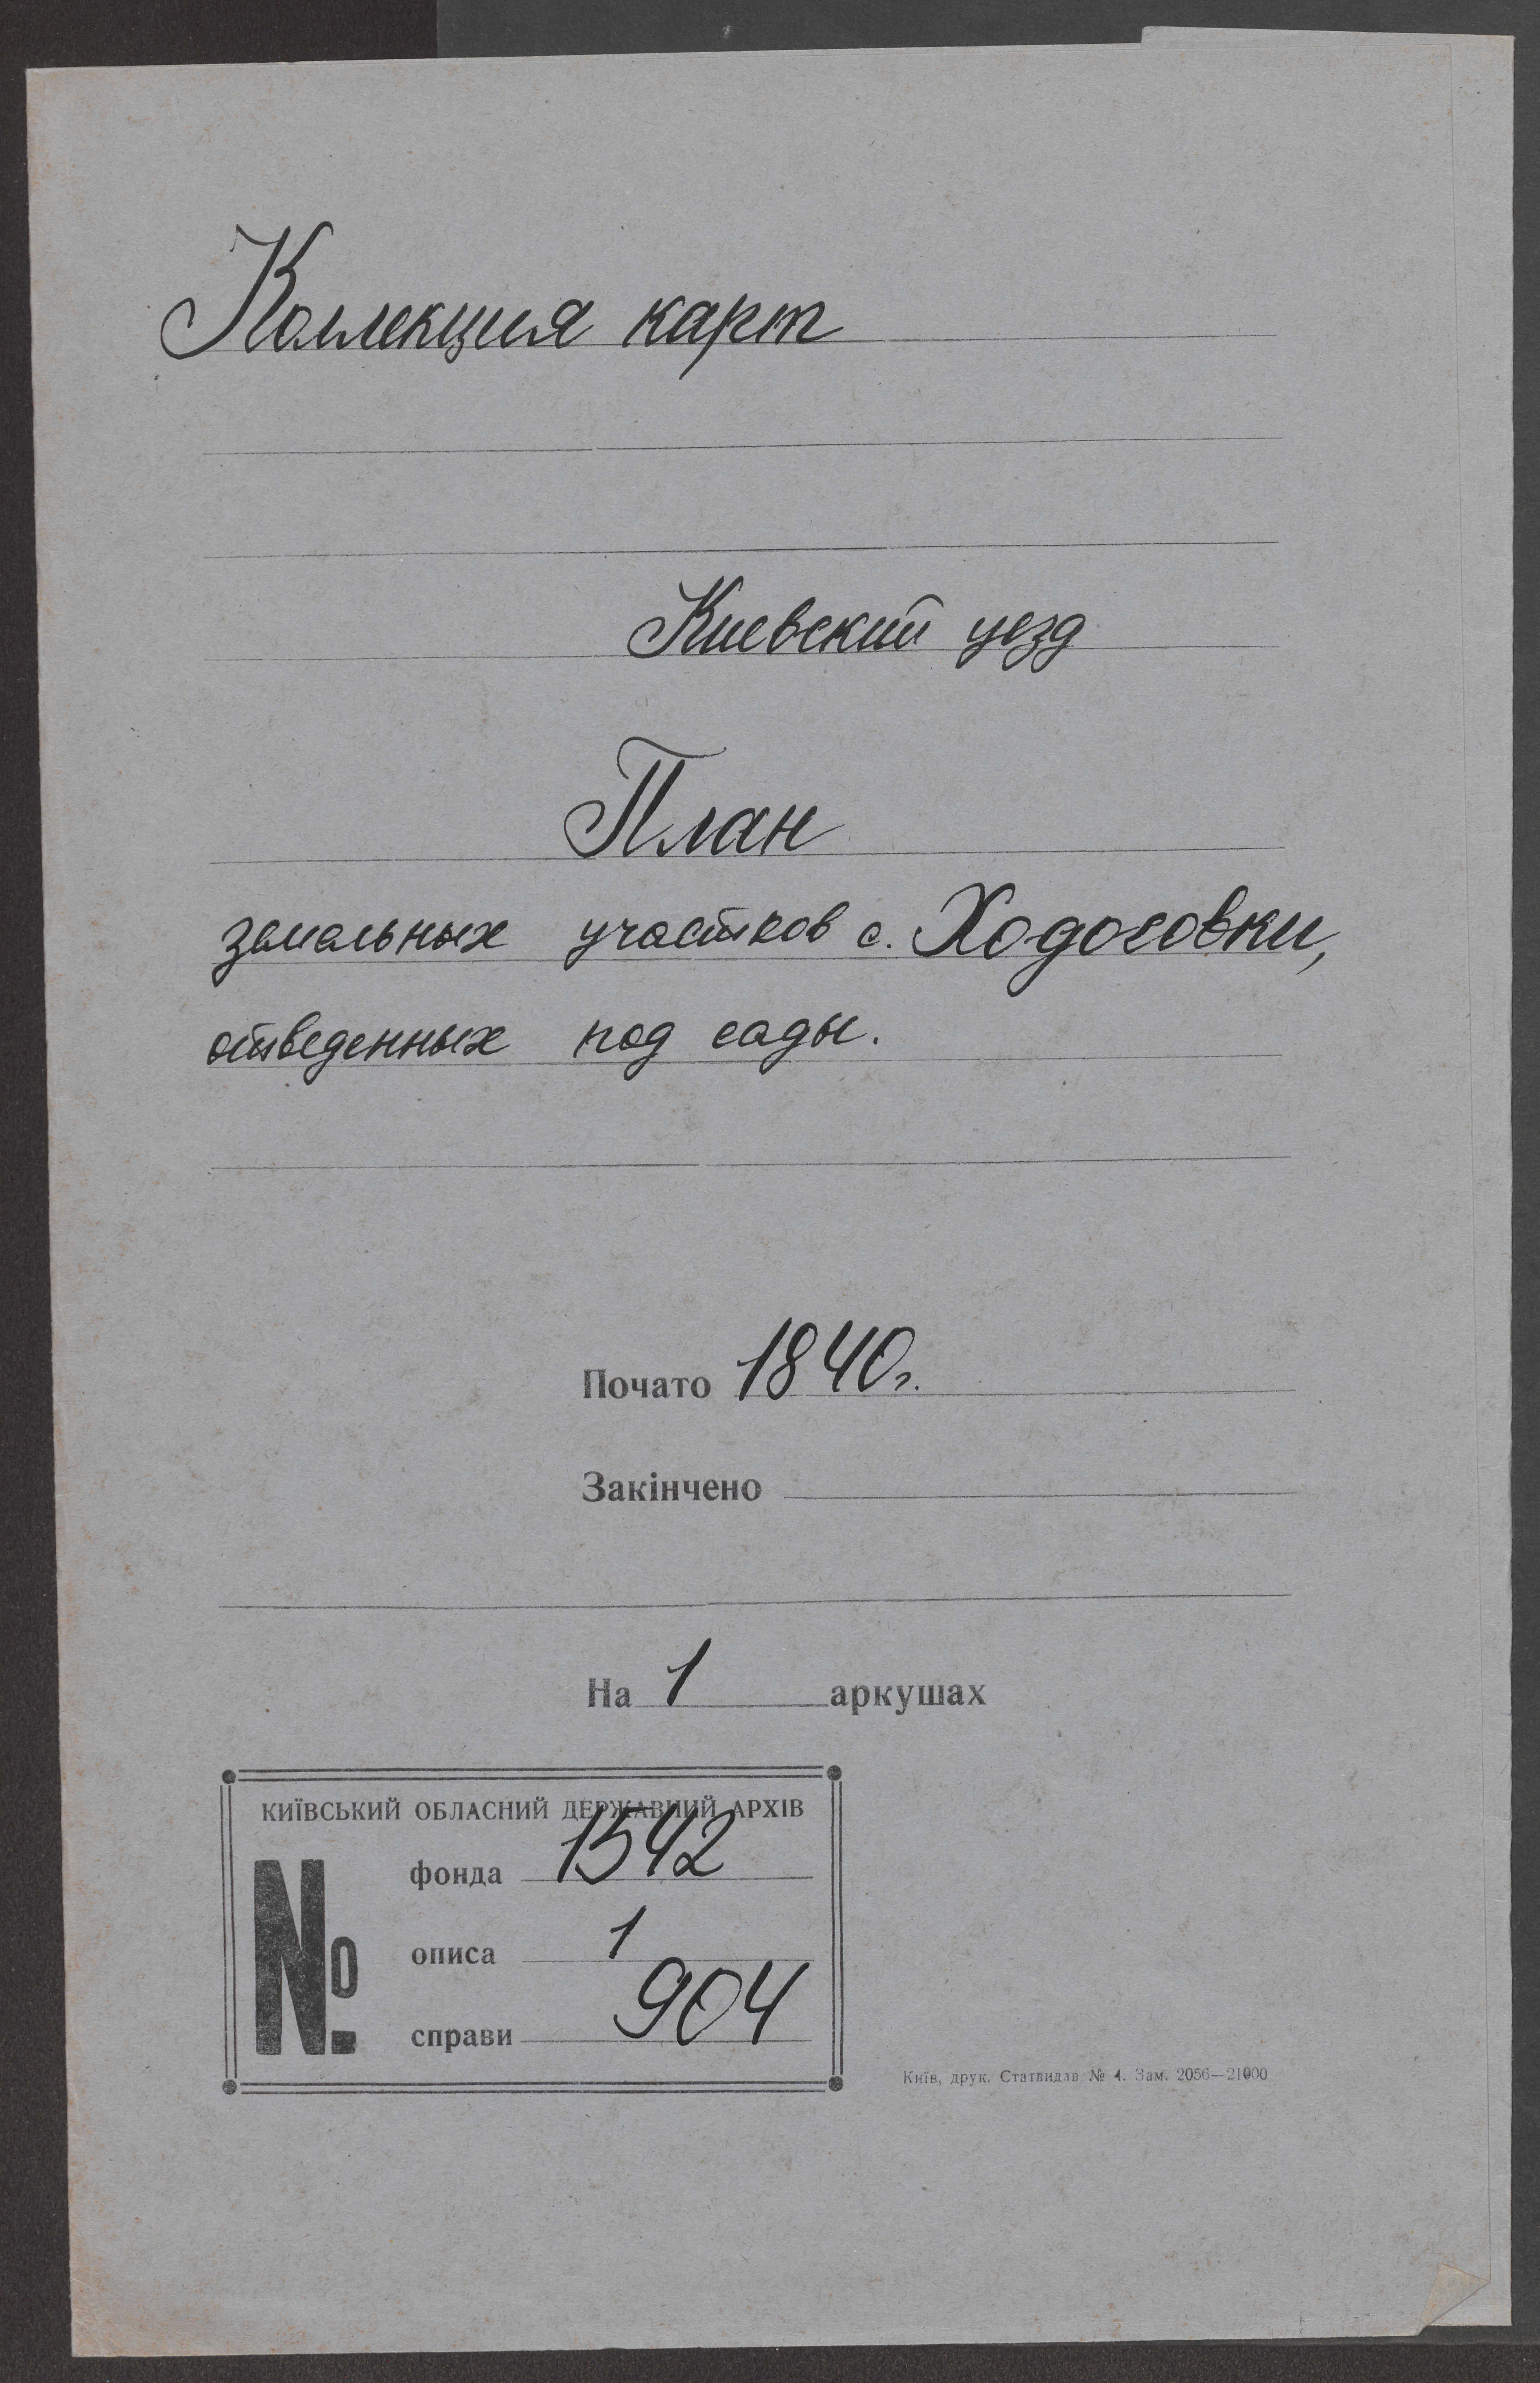 Коллекция карт
Киевский уезд
План
земельных участков с. Ходосовки,
отведенных под сады.
Почато 1840 г.
Закінчено
На 1 аркушах
КИЇВСЬКИЙ ОБЛАСНИЙ ДЕРЖАВНИЙ АРХІВ
№
фонда 1542
описа 1
справи 904
Київ, друк. Статвидав № 4. Зам. 2056—21000